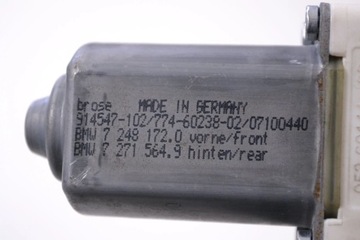 brose MADE IN GERMANY
914547-102/774-60238-02/07100440
BMW 7 248 172.0 vorne/front
BMW 7 271 564.9 hinten/rear